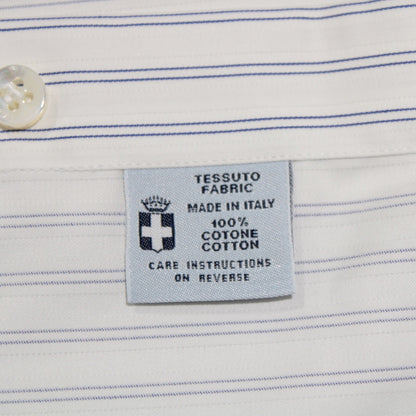 TESSUTO
FABRIC
MADE IN ITALY
100%
COTONE
COTTON
CARE INSTRUCTIONS
ON REVERSE